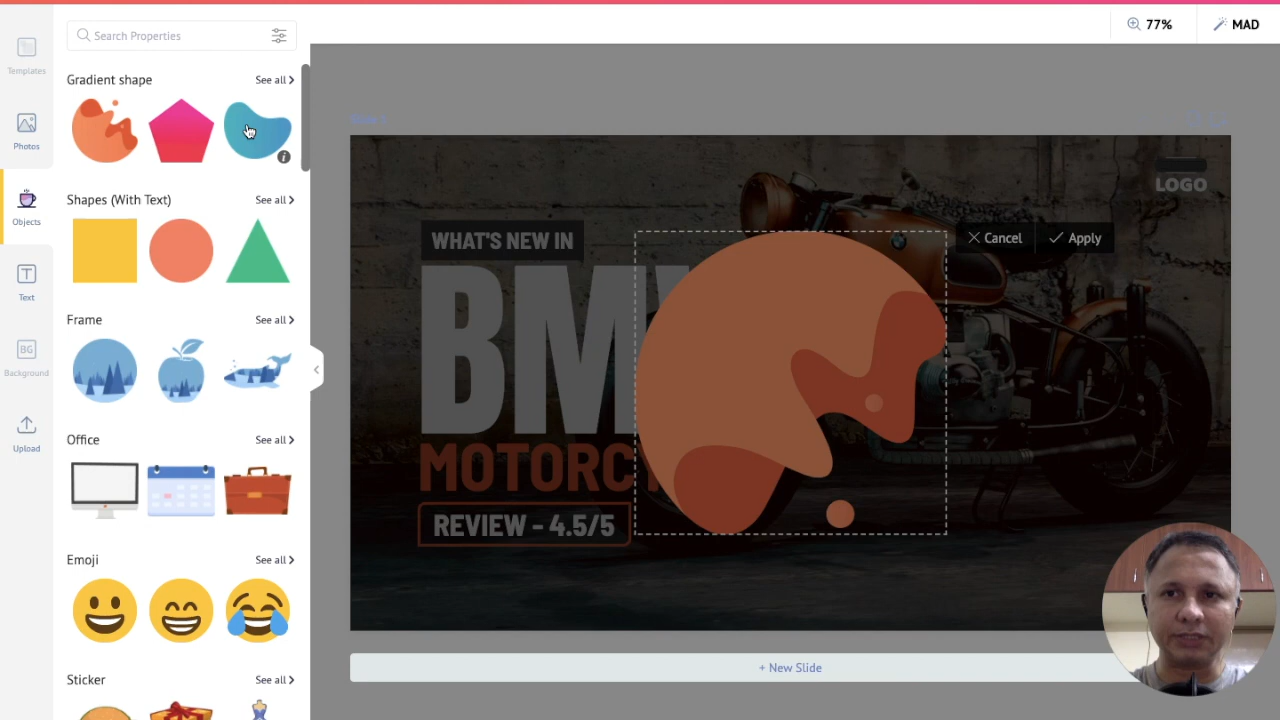 Search Properties
77%
MAD
Templates
Photos
Objects
Text
BG
Background
Upload
Gradient shape
See all
Shapes (With Text)
See all
Frame
See all
Office
See all
Emoji
See all
Sticker
See all
LOGO
WHAT'S NEW IN
BM
MOTORCY
REVIEW - 4.5/5
Cancel
Apply
+ New Slide